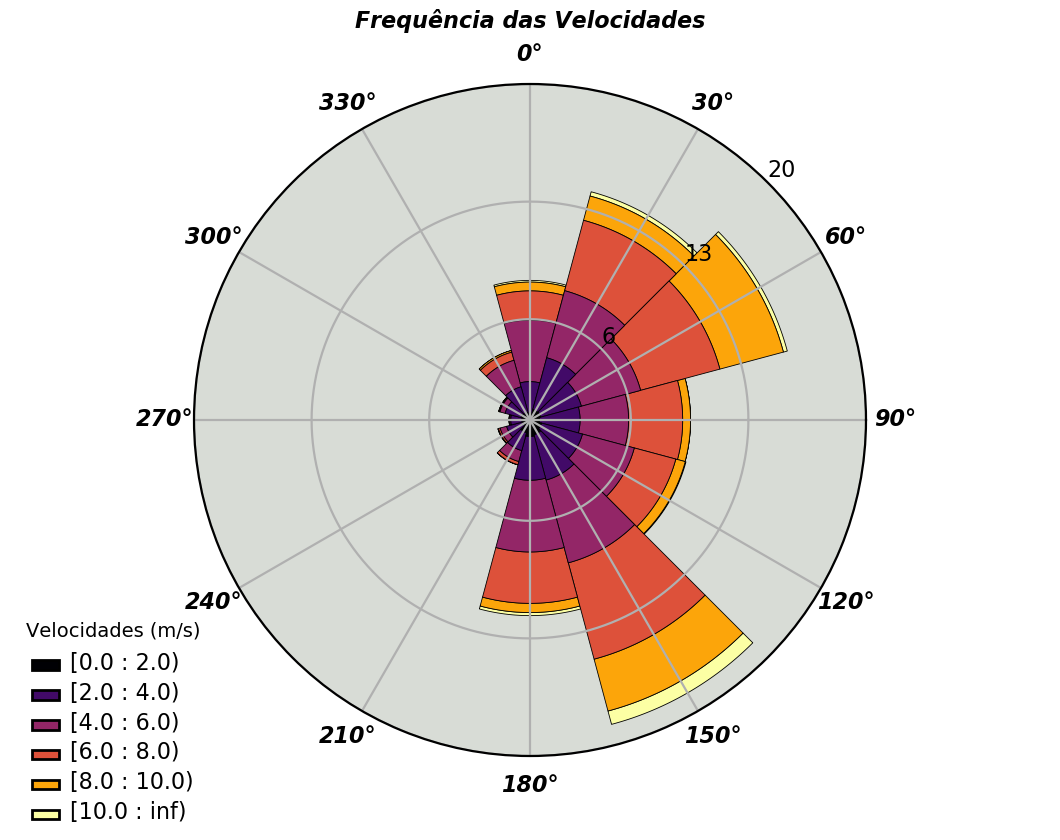 Frequência das Velocidades
0°
330°
30°
20
300°
60°
13
6
270°
90°
240°
120°
210°
150°
180°
Velocidades (m/s)
[0.0 : 2.0)
[2.0 : 4.0)
[4.0 : 6.0)
[6.0 : 8.0)
[8.0 : 10.0)
[10.0 : inf)